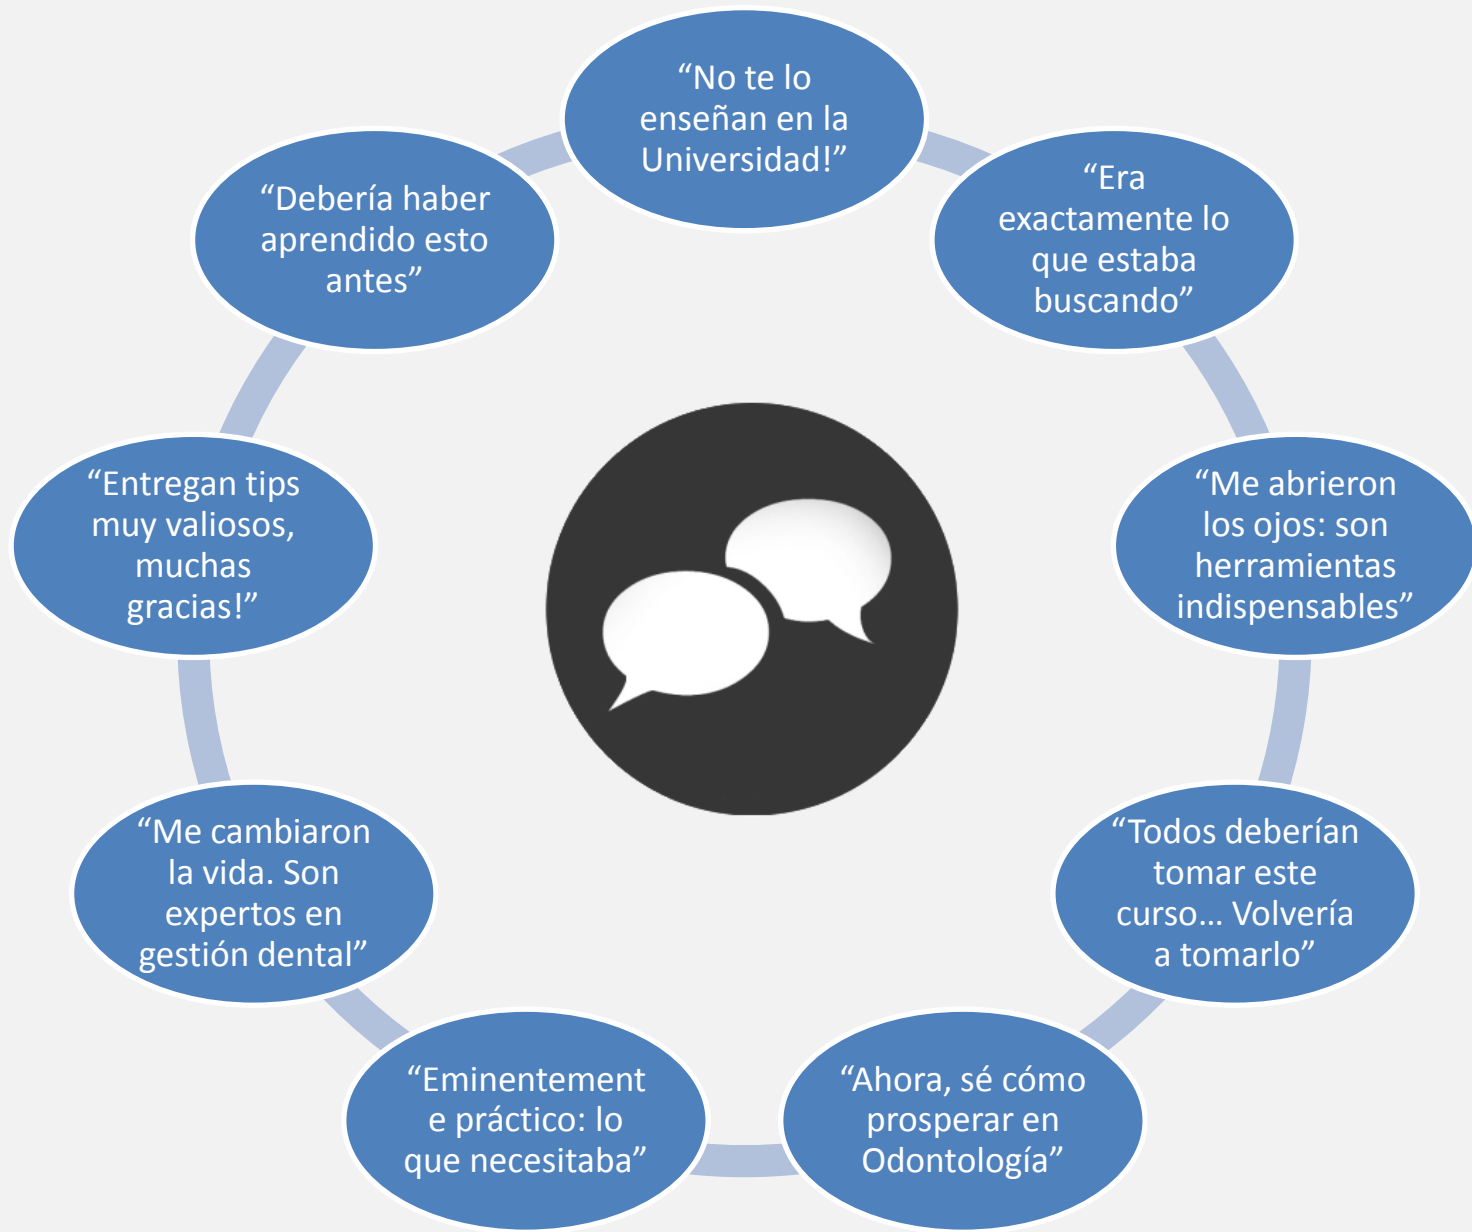 “No te lo
enseñan en la
Universidad!”
“Era
exactamente lo
que estaba
buscando”
“Me abrieron
los ojos: son
herramientas
indispensables”
“Todos deberían
tomar este
curso… Volvería
a tomarlo”
“Ahora, sé cómo
prosperar en
Odontología”
“Eminentement
e práctico: lo
que necesitaba”
“Me cambiaron
la vida. Son
expertos en
gestión dental”
“Entregan tips
muy valiosos,
muchas
gracias!”
“Debería haber
aprendido esto
antes”